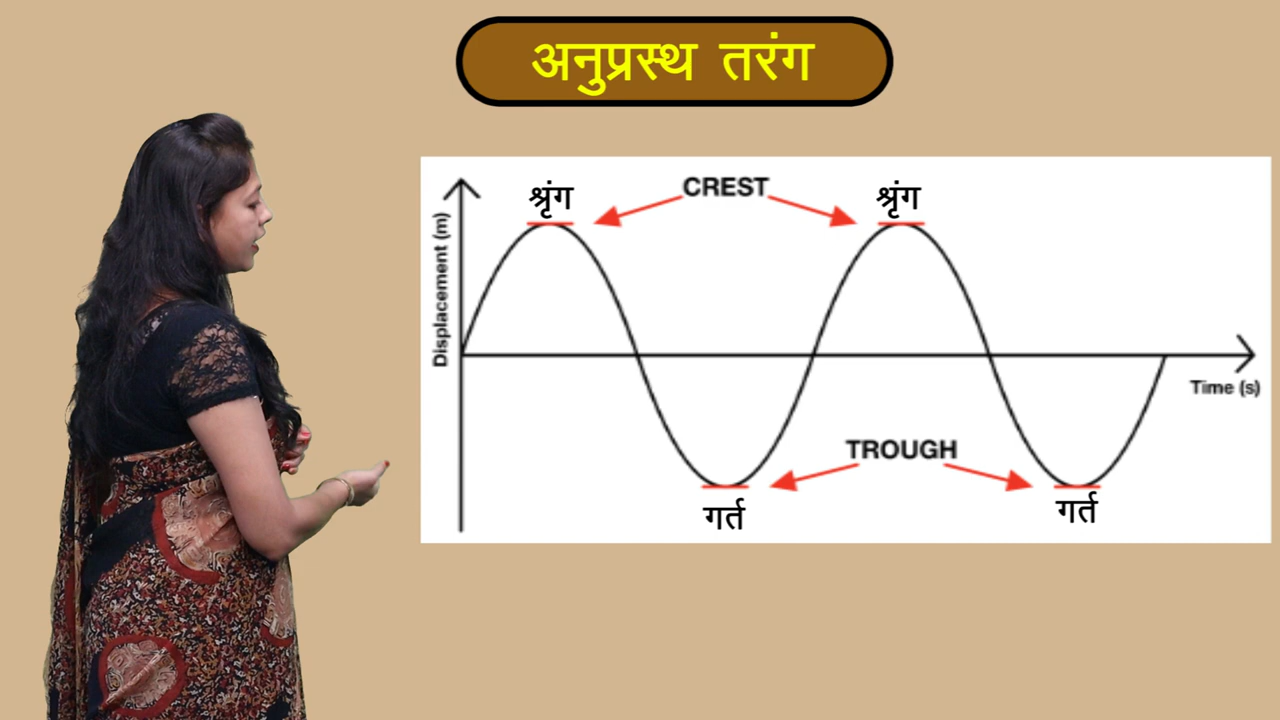 अनुप्रस्थ तरंग
श्रृंग
CREST
श्रृंग
Displacement (m)
Time (s)
TROUGH
गर्त
गर्त